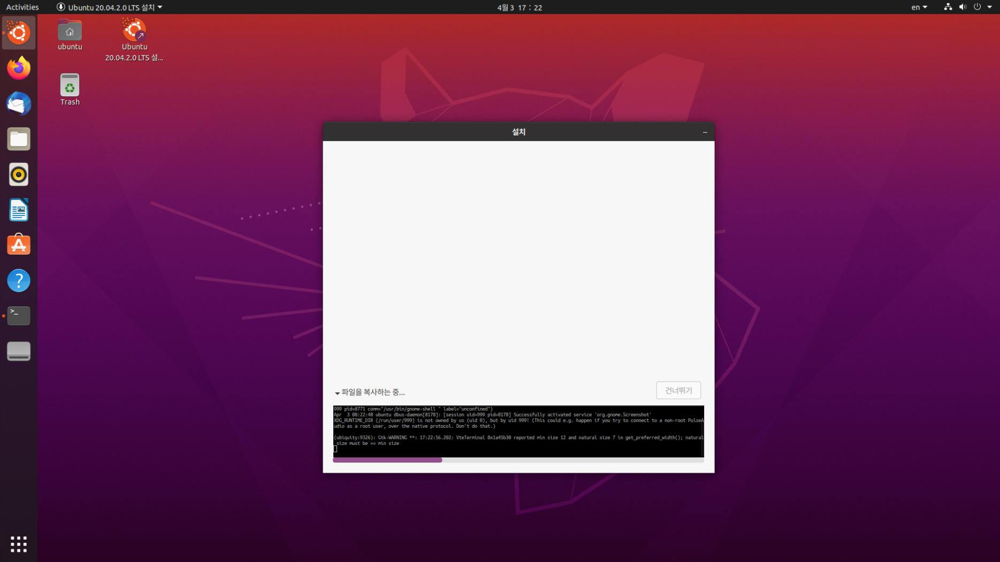 Activities
Ubuntu 20.04.2.0 LTS 설치
4월 3 17 : 22
en
ubuntu
Ubuntu
20.04.2.0 LTS 설...
Trash
설치
파일을 복사하는 중...
건너뛰기
999 pid=8771 comm="/usr/bin/gnome-shell " label="unconfined")
Apr  3 08:22:48 ubuntu dbus-daemon[8178]: [session uid=999 pid=8178] Successfully activated service 'org.gnome.Screenshot'
XDG_RUNTIME_DIR (/run/user/999) is not owned by us (uid 0), but by uid 999! (This could e.g. happen if you try to connect to a non-root PulseA
udio as a root user, over the native protocol. Don't do that.)
(ubiquity:9326): Gtk-WARNING **: 17:22:56.202: VteTerminal 0x1a45b30 reported min size 12 and natural size 7 in get_preferred_width(); natural
size must be >= min size